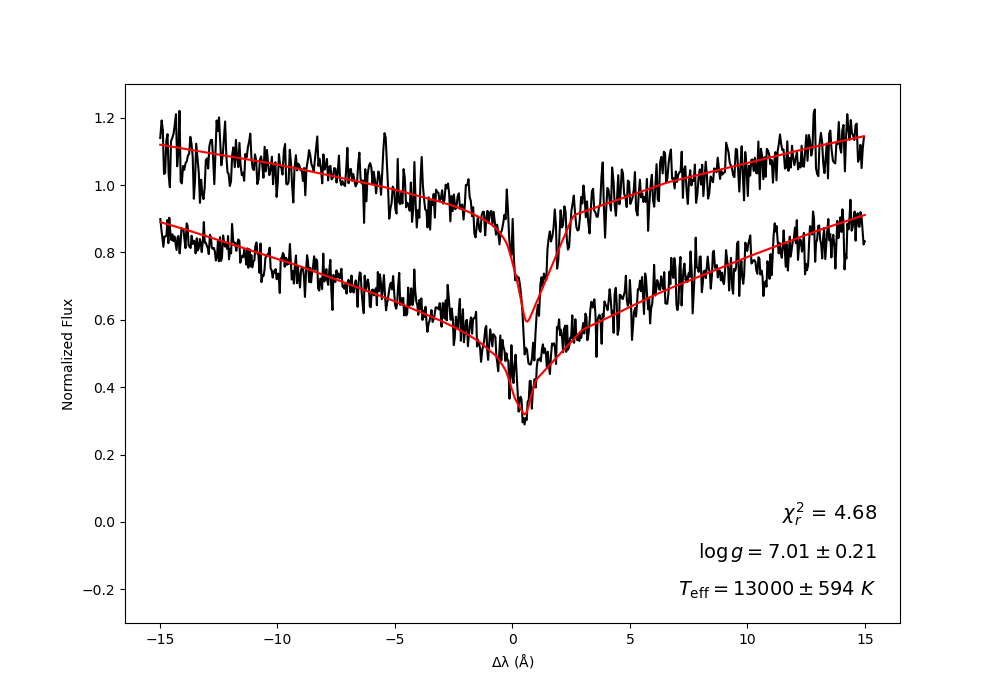 1.2
1.0
0.8
0.6
0.4
0.2
0.0
−0.2
Normalized Flux
χ²ᵣ = 4.68
log g = 7.01 ± 0.21
T_eff = 13000 ± 594 K
−15 −10 −5 0 5 10 15
Δλ (Å)